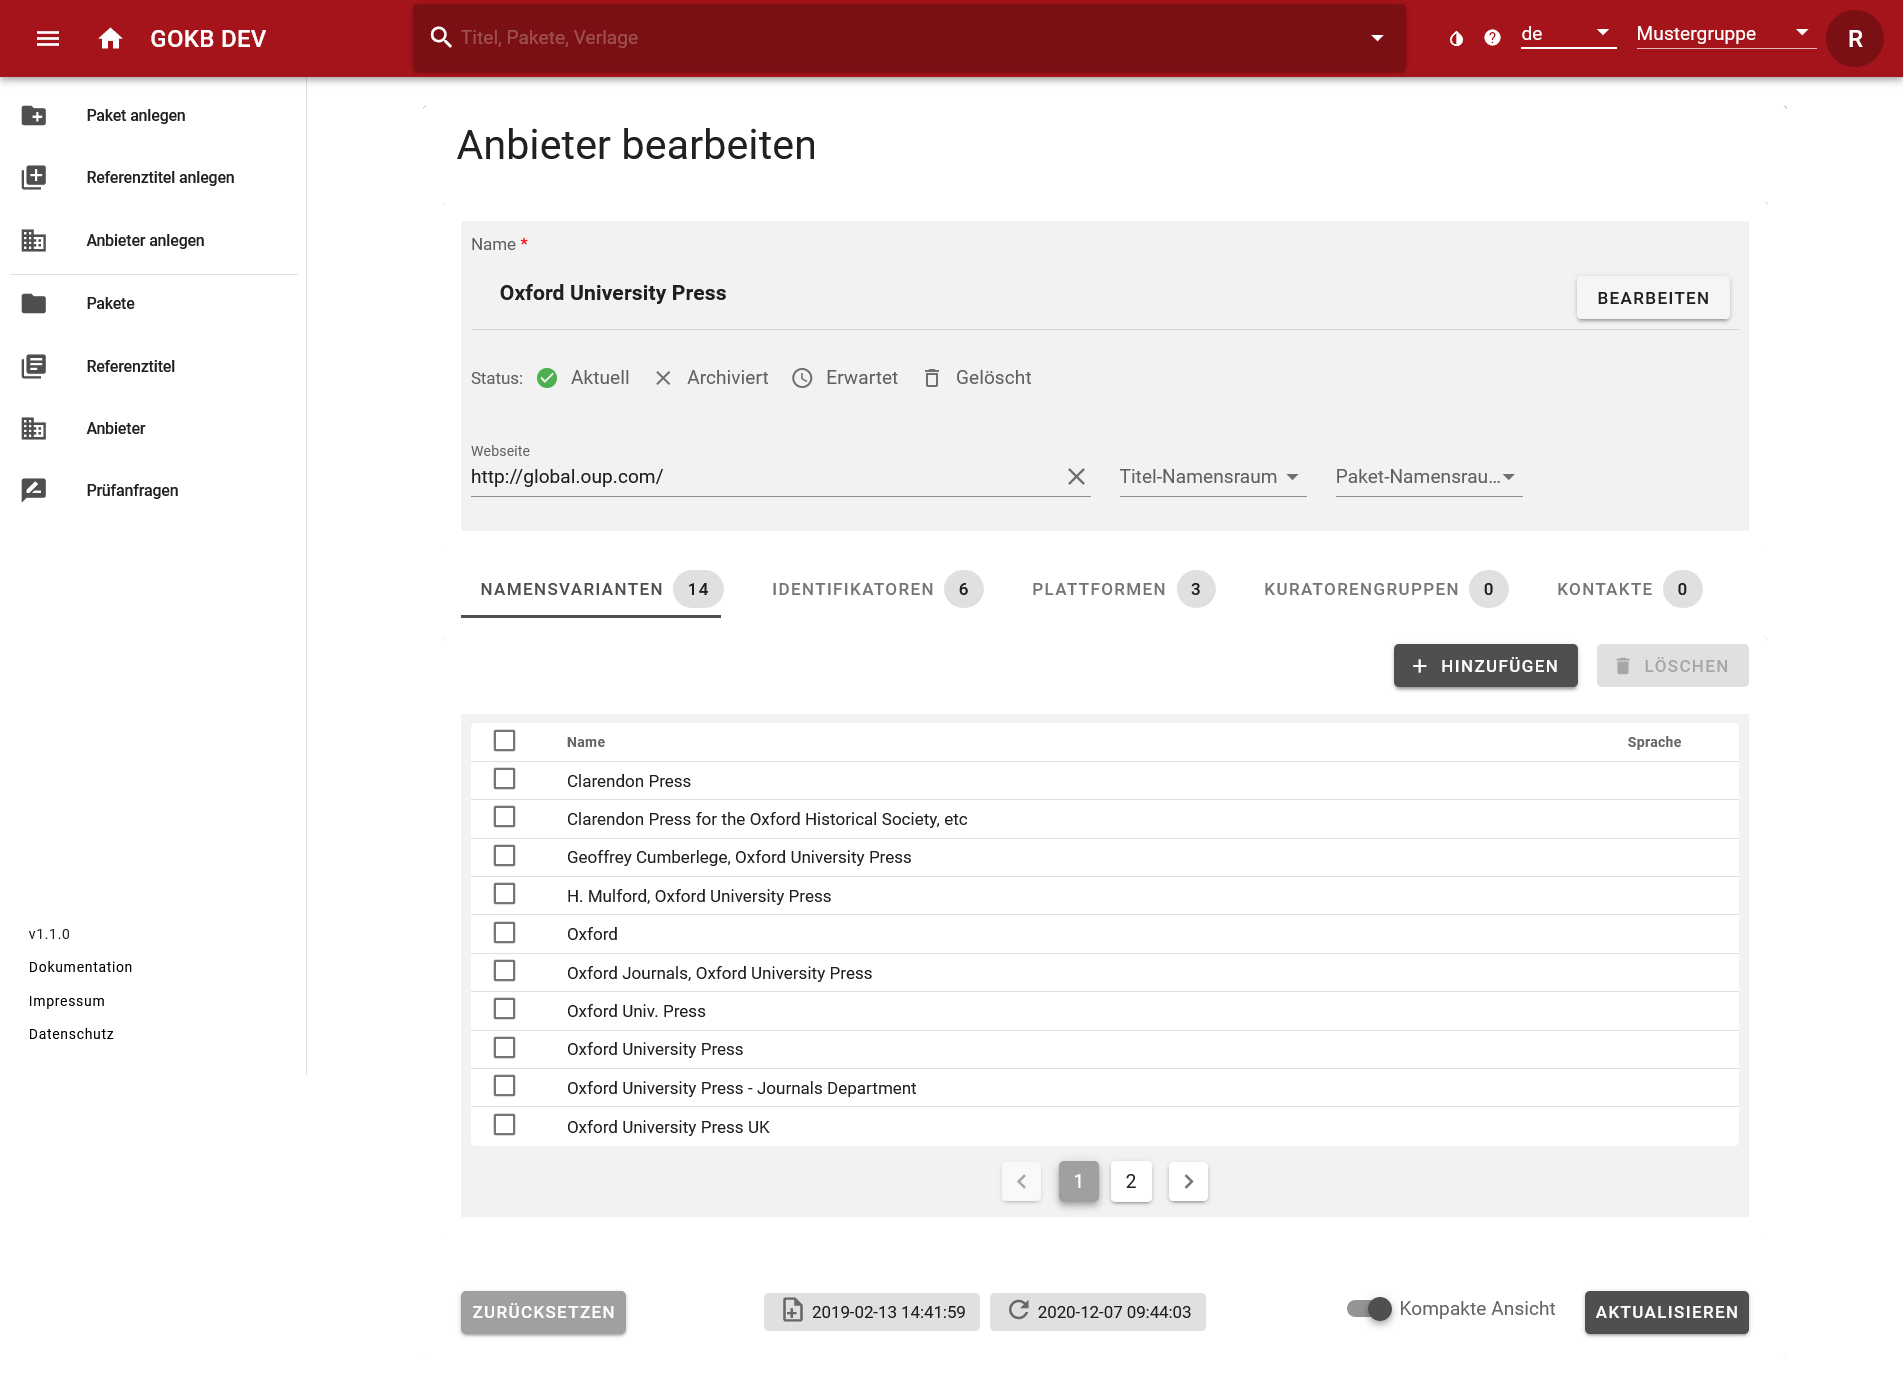 GOKB DEV
Titel, Pakete, Verlage
de
Mustergruppe
R
Paket anlegen
Referenztitel anlegen
Anbieter anlegen
Pakete
Referenztitel
Anbieter
Prüfanfragen
v1.1.0
Dokumentation
Impressum
Datenschutz
Anbieter bearbeiten
Name *
Oxford University Press
BEARBEITEN
Status: Aktuell Archiviert Erwartet Gelöscht
Webseite
http://global.oup.com/
Titel-Namensraum
Paket-Namensrau...
NAMENSVARIANTEN 14 IDENTIFIKATOREN 6 PLATTFORMEN 3 KURATORENGRUPPEN 0 KONTAKTE 0
HINZUFÜGEN LÖSCHEN
Name Sprache
Clarendon Press
Clarendon Press for the Oxford Historical Society, etc
Geoffrey Cumberlege, Oxford University Press
H. Mulford, Oxford University Press
Oxford
Oxford Journals, Oxford University Press
Oxford Univ. Press
Oxford University Press
Oxford University Press - Journals Department
Oxford University Press UK
1 2
ZURÜCKSETZEN 2019-02-13 14:41:59 2020-12-07 09:44:03 Kompakte Ansicht AKTUALISIEREN